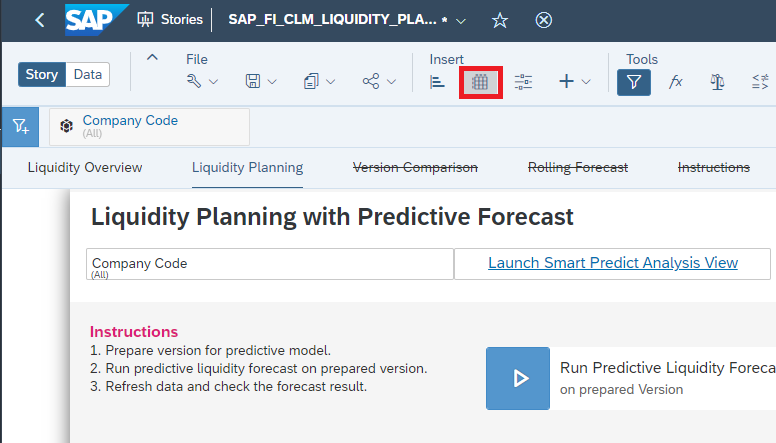 SAP Stories SAP_FI_CLM_LIQUIDITY_PLA... *
File Insert Tools
Story Data
fx
Company Code
(All)
Liquidity Overview Liquidity Planning Version Comparison Rolling Forecast Instructions
Liquidity Planning with Predictive Forecast
Company Code
(All)
Launch Smart Predict Analysis View
Instructions
1. Prepare version for predictive model.
2. Run predictive liquidity forecast on prepared version.
3. Refresh data and check the forecast result.
Run Predictive Liquidity Foreca
on prepared Version